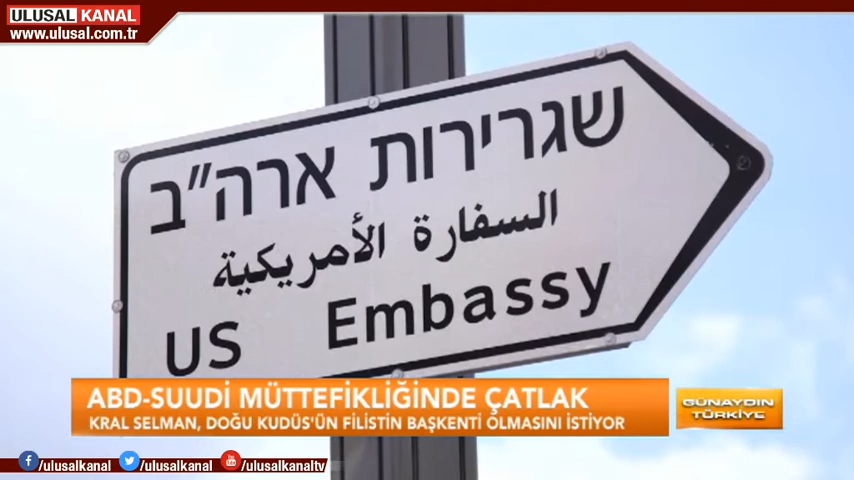 ULUSAL KANAL
www.ulusal.com.tr
שגרירות ארה"ב
السفارة الأمريكية
US Embassy
ABD-SUUDİ MÜTTEFİKLİĞİNDE ÇATLAK
KRAL SELMAN, DOĞU KUDÜS'ÜN FİLİSTİN BAŞKENTİ OLMASINI İSTİYOR
GÜNAYDIN
TÜRKİYE
/ulusalkanal /ulusalkanal /ulusalkanaltv